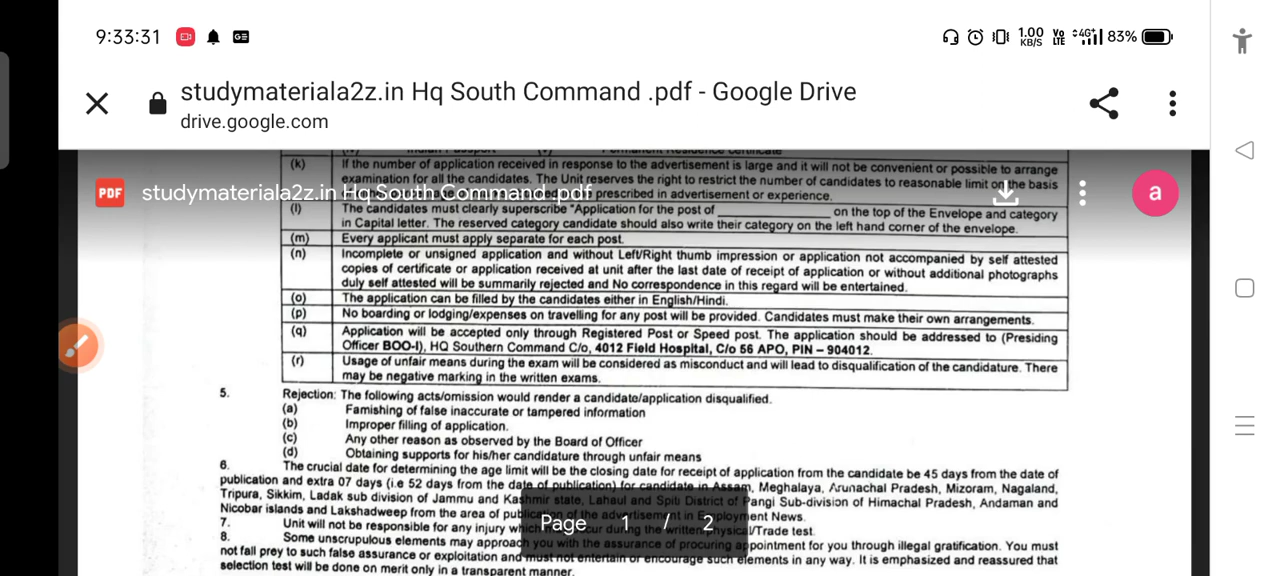 9:33:31 GE 1.00 KB/S Vo LTE 4G+ 83%
studymateriala2z.in Hq South Command .pdf - Google Drive
drive.google.com
Permanent Residence Certificate
(k) If the number of application received in response to the advertisement is large and it will not be convenient or possible to arrange
examination for all the candidates. The Unit reserves the right to restrict the number of candidates to reasonable limit on the basis
prescribed in advertisement or experience.
PDF studymateriala2z.in Hq South Command .pdf a
(l) The candidates must clearly superscribe "Application for the post of ________________ on the top of the Envelope and category
in Capital letter. The reserved category candidate should also write their category on the left hand corner of the envelope.
(m) Every applicant must apply separate for each post.
(n) Incomplete or unsigned application and without Left/Right thumb impression or application not accompanied by self attested
copies of certificate or application received at unit after the last date of receipt of application or without additional photographs
duly self attested will be summarily rejected and No correspondence in this regard will be entertained.
(o) The application can be filled by the candidates either in English/Hindi.
(p) No boarding or lodging/expenses on travelling for any post will be provided. Candidates must make their own arrangements.
(q) Application will be accepted only through Registered Post or Speed post. The application should be addressed to (Presiding
Officer BOO-I), HQ Southern Command C/o, 4012 Field Hospital, C/o 56 APO, PIN – 904012.
(r) Usage of unfair means during the exam will be considered as misconduct and will lead to disqualification of the candidature. There
may be negative marking in the written exams.
5. Rejection: The following acts/omission would render a candidate/application disqualified.
(a) Famishing of false inaccurate or tampered information
(b) Improper filling of application.
(c) Any other reason as observed by the Board of Officer
(d) Obtaining supports for his/her candidature through unfair means
6. The crucial date for determining the age limit will be the closing date for receipt of application from the candidate be 45 days from the date of
publication and extra 07 days (i.e 52 days from the date of publication) for candidate in Assam, Meghalaya, Arunachal Pradesh, Mizoram, Nagaland,
Tripura, Sikkim, Ladak sub division of Jammu and Kashmir state, Lahaul and Spiti District of Pangi Sub-division of Himachal Pradesh, Andaman and
Nicobar islands and Lakshadweep from the area of publication of the advertisement in Employment News.
Page 1 / 2
7. Unit will not be responsible for any injury which occur during the written/physical/Trade test.
8. Some unscrupulous elements may approach you with the assurance of procuring appointment for you through illegal gratification. You must
not fall prey to such false assurance or exploitation and must not entertain or encourage such elements in any way. It is emphasized and reassured that
selection test will be done on merit only in a transparent manner.